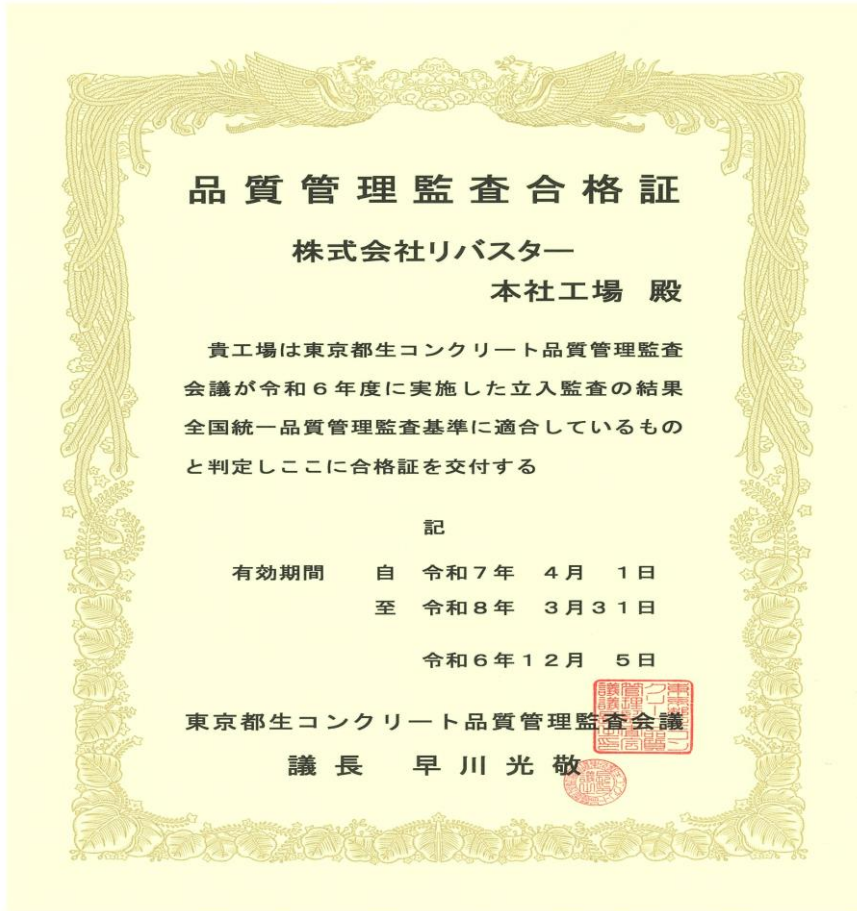 品質管理監査合格証
株式会社リバスター
本社工場 殿
貴工場は東京都生コンクリート品質管理監査
会議が令和6年度に実施した立入監査の結果
全国統一品質管理監査基準に適合しているもの
と判定しここに合格証を交付する
記
有効期間 自 令和7年 4月 1日
至 令和8年 3月31日
令和6年12月 5日
東京都生コンクリート品質管理監査会議
議長 早川光敬